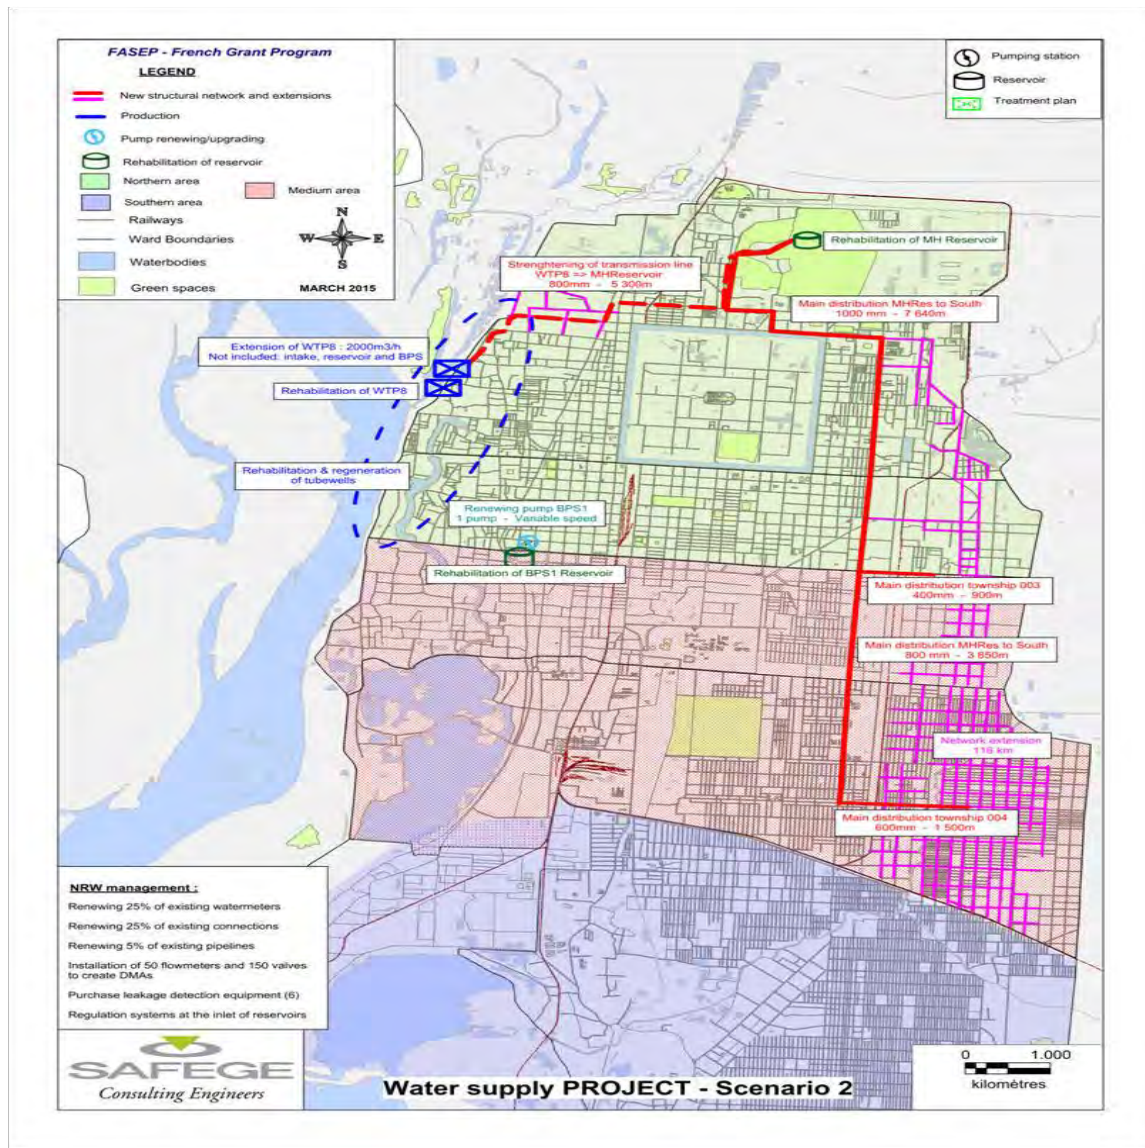 FASEP - French Grant Program
LEGEND
New structural network and extensions
Production
Pump renewing/upgrading
Rehabilitation of reservoir
Northern area
Medium area
Southern area
Railways
Ward Boundaries
Waterbodies
Green spaces
N
W
E
S
MARCH 2015
Pumping station
Reservoir
Treatment plan
Rehabilitation of MH Reservoir
Strenghtening of transmission line
WTP8 => MHReservoir
800mm - 5 300m
Main distribution MHRes to South
1000 mm - 7 640m
Extension of WTP8 : 2000m3/h
Not included: intake, reservoir and BPS
Rehabilitation of WTP8
Rehabilitation & regeneration
of tubewells
Renewing pump BPS1
1 pump - Variable speed
Rehabilitation of BPS1 Reservoir
Main distribution township 003
400mm - 900m
Main distribution MHRes to South
800 mm - 3 650m
Network extension
116 km
Main distribution township 004
600mm - 1 500m
NRW management :
Renewing 25% of existing watermeters
Renewing 25% of existing connections
Renewing 5% of existing pipelines
Installation of 50 flowmeters and 150 valves
to create DMAs
Purchase leakage detection equipment (6)
Regulation systems at the inlet of reservoirs
SAFEGE
Consulting Engineers
Water supply PROJECT - Scenario 2
0 1.000
kilomètres